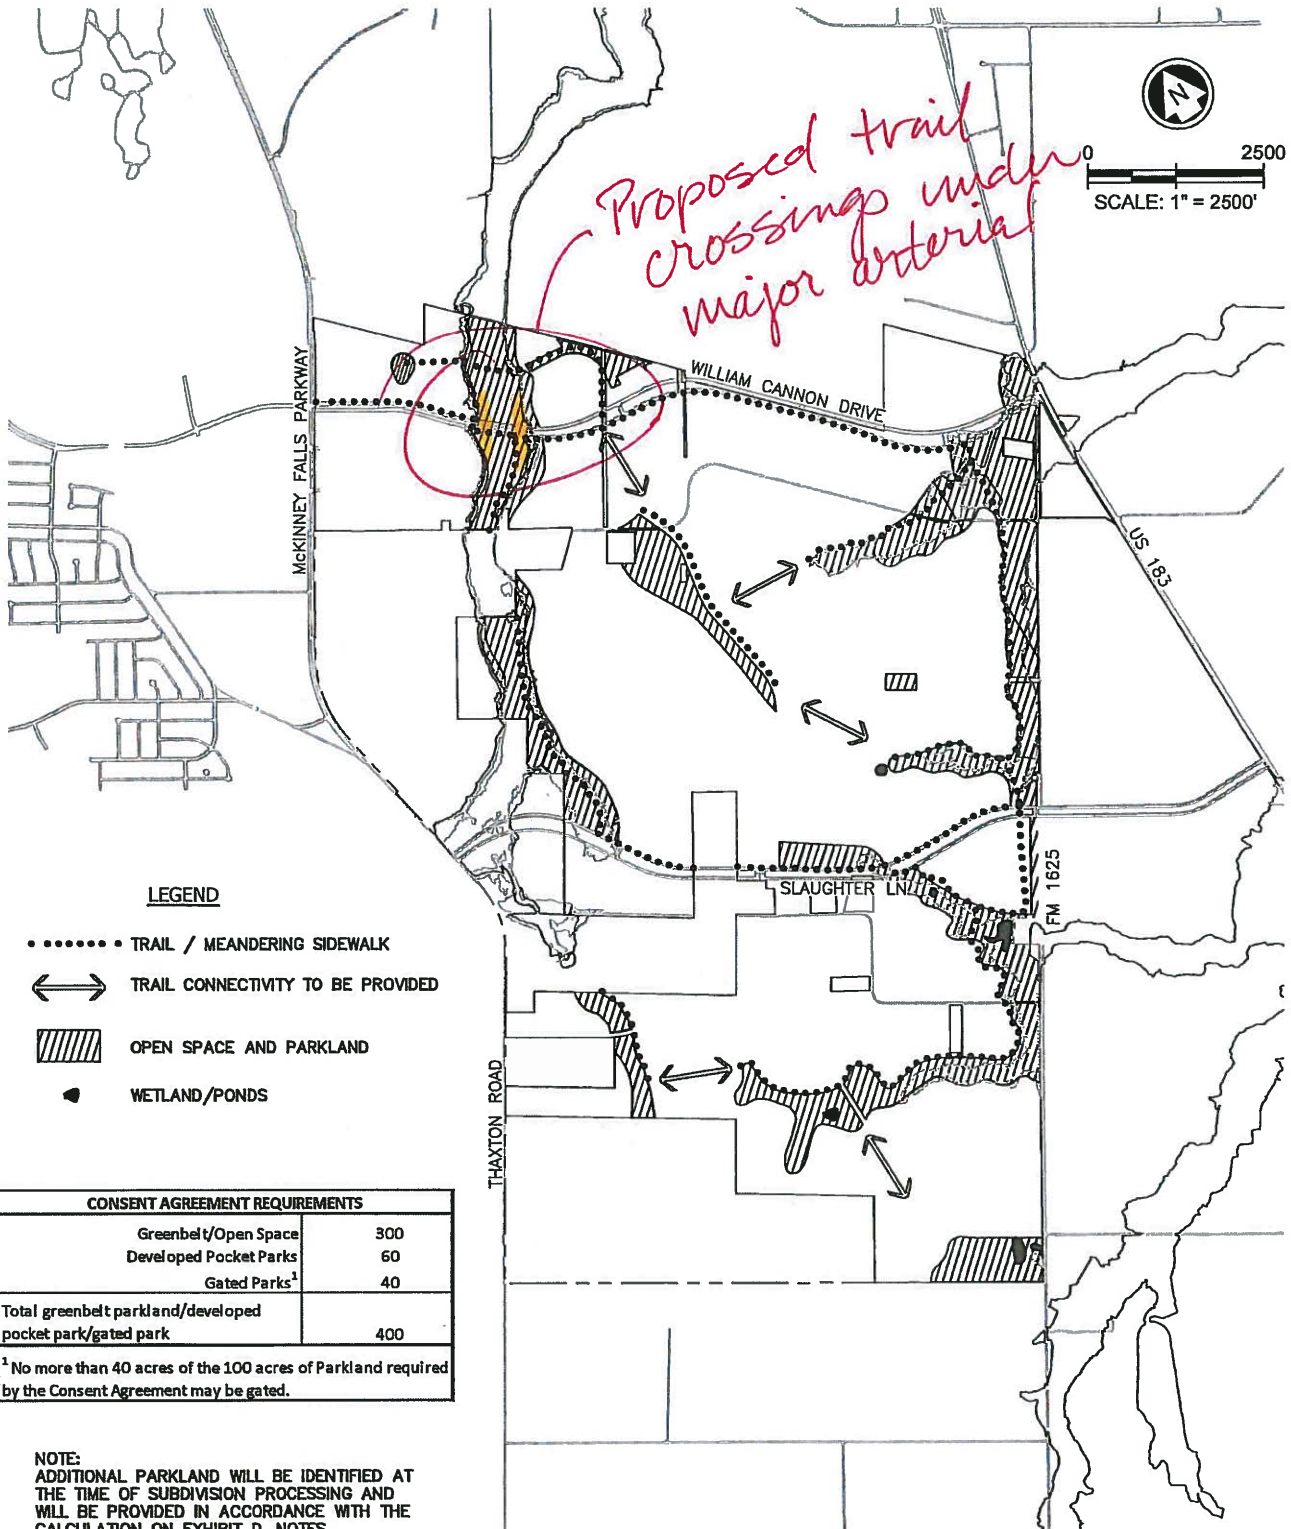 N
0 2500
SCALE: 1" = 2500'
Proposed trail
crossings under
major arterial
WILLIAM CANNON DRIVE
McKINNEY FALLS PARKWAY
US 183
SLAUGHTER LN
FM 1625
THAXTON ROAD
LEGEND
TRAIL / MEANDERING SIDEWALK
TRAIL CONNECTIVITY TO BE PROVIDED
OPEN SPACE AND PARKLAND
WETLAND/PONDS
CONSENT AGREEMENT REQUIREMENTS
Greenbelt/Open Space 300
Developed Pocket Parks 60
Gated Parks¹ 40
Total greenbelt parkland/developed
pocket park/gated park 400
¹ No more than 40 acres of the 100 acres of Parkland required
by the Consent Agreement may be gated.
NOTE:
ADDITIONAL PARKLAND WILL BE IDENTIFIED AT
THE TIME OF SUBDIVISION PROCESSING AND
WILL BE PROVIDED IN ACCORDANCE WITH THE
CALCULATION ON EXHIBIT D NOTES